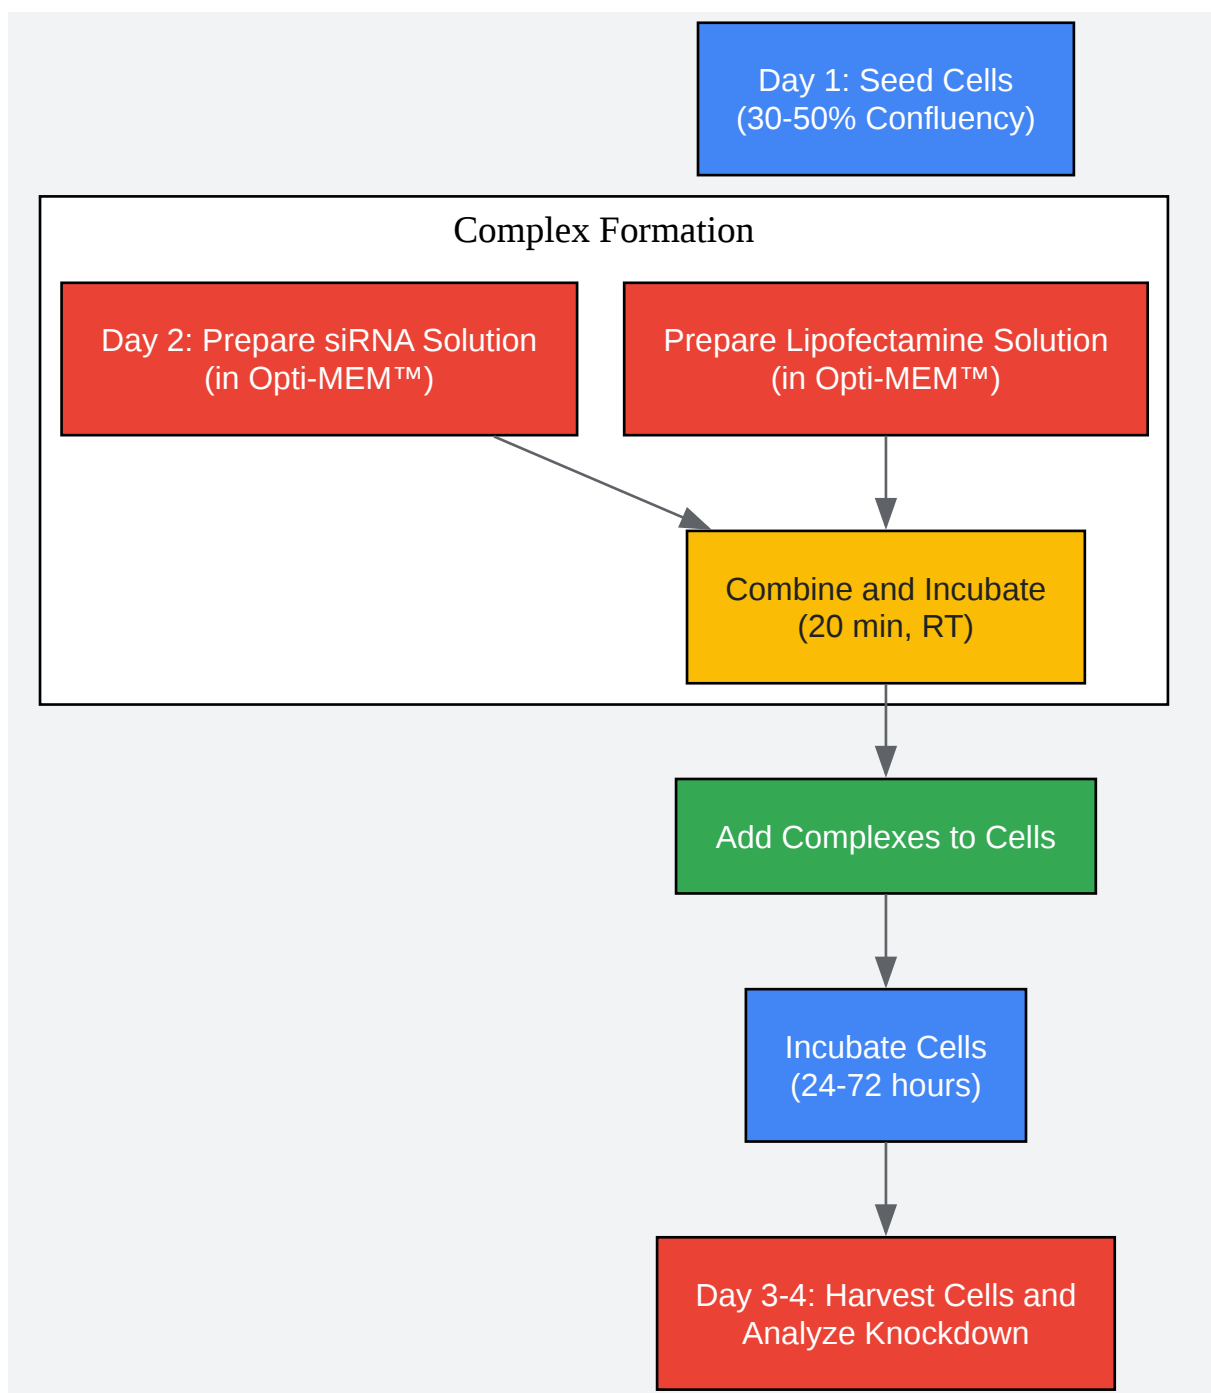 Day 1: Seed Cells
(30-50% Confluency)
Complex Formation
Day 2: Prepare siRNA Solution
(in Opti-MEM™)
Prepare Lipofectamine Solution
(in Opti-MEM™)
Combine and Incubate
(20 min, RT)
Add Complexes to Cells
Incubate Cells
(24-72 hours)
Day 3-4: Harvest Cells and
Analyze Knockdown